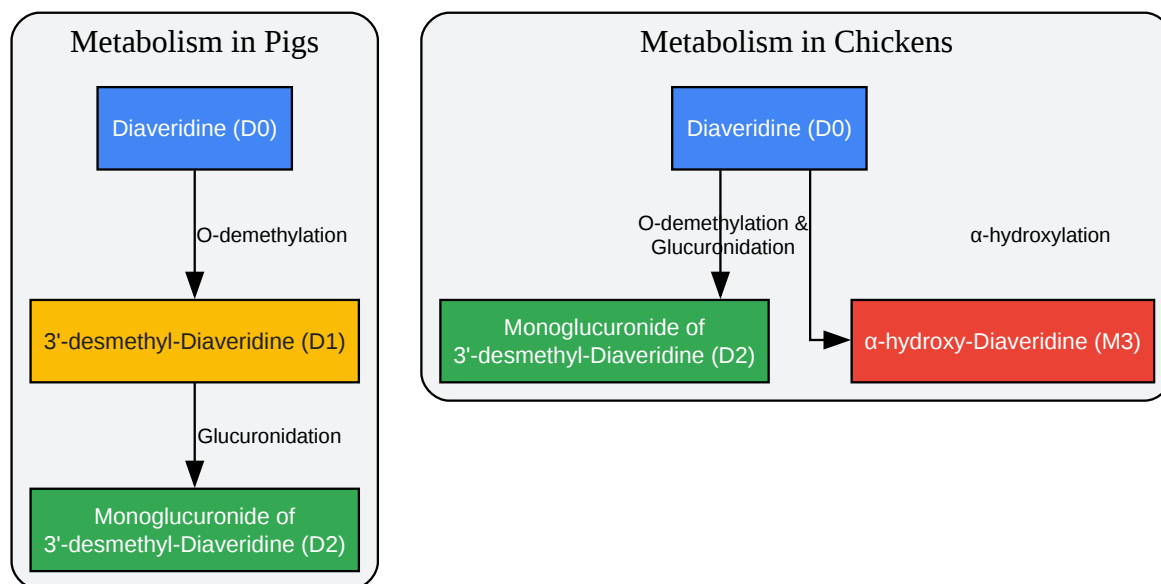 Metabolism in Pigs
Diaveridine (D0)
O-demethylation
3'-desmethyl-Diaveridine (D1)
Glucuronidation
Monoglucuronide of
3'-desmethyl-Diaveridine (D2)
Metabolism in Chickens
Diaveridine (D0)
O-demethylation &
Glucuronidation
α-hydroxylation
Monoglucuronide of
3'-desmethyl-Diaveridine (D2)
α-hydroxy-Diaveridine (M3)